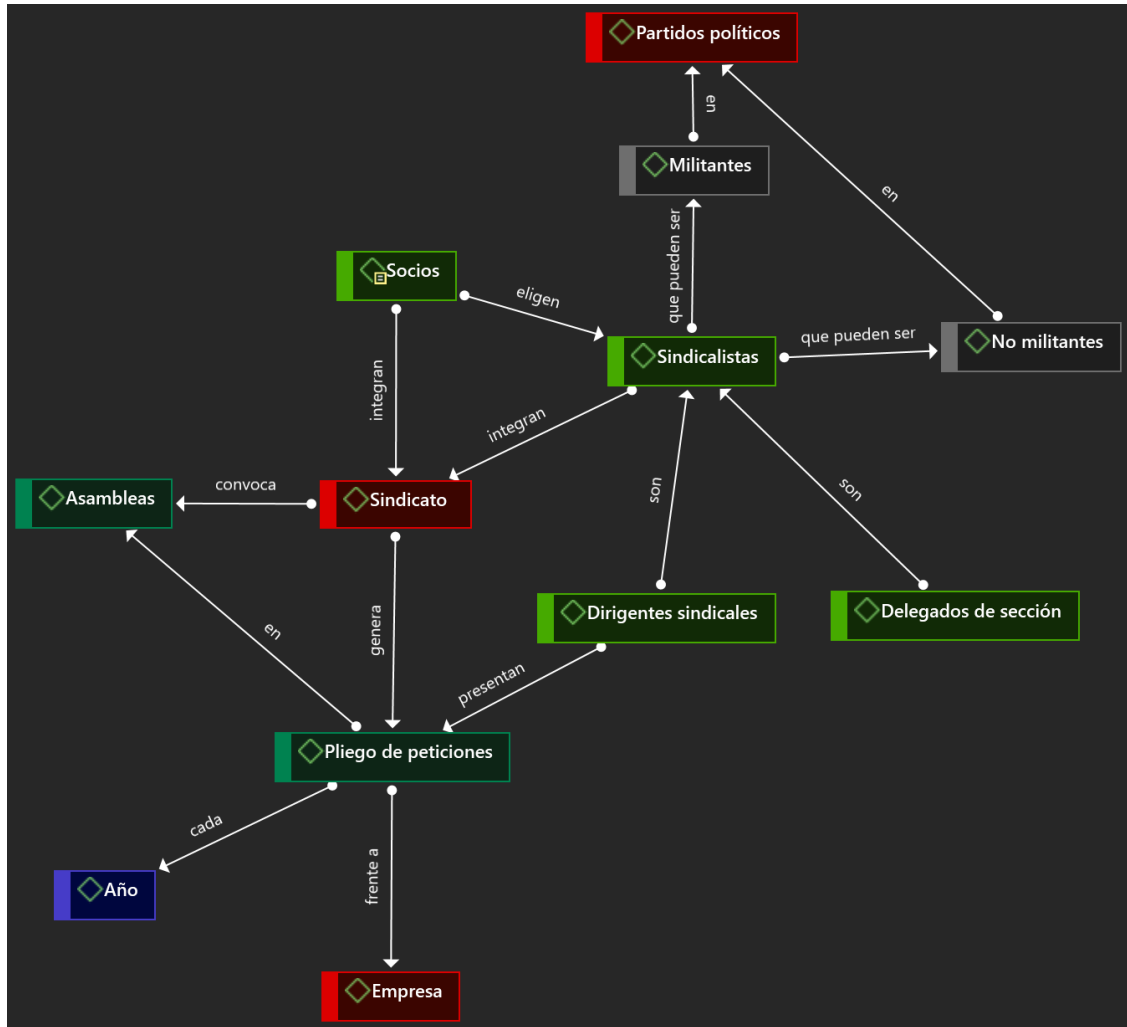 Partidos políticos
en
Militantes
en
que pueden ser
Socios
eligen
que pueden ser
No militantes
Sindicalistas
integran
integran
Asambleas
convoca
Sindicato
son
son
en
genera
Dirigentes sindicales
Delegados de sección
presentan
Pliego de peticiones
cada
frente a
Año
Empresa